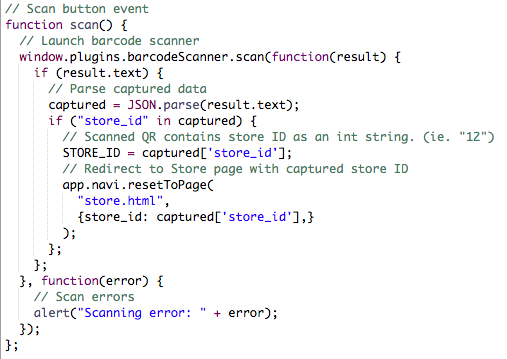 // Scan button event
function scan() {
  // Launch barcode scanner
  window.plugins.barcodeScanner.scan(function(result) {
    if (result.text) {
      // Parse captured data
      captured = JSON.parse(result.text);
      if ("store_id" in captured) {
        // Scanned QR contains store ID as an int string. (ie. "12")
        STORE_ID = captured['store_id'];
        // Redirect to Store page with captured store ID
        app.navi.resetToPage(
          "store.html",
          {store_id: captured['store_id'],}
        );
      };
    };
  }, function(error) {
    // Scan errors
    alert("Scanning error: " + error);
  });
};